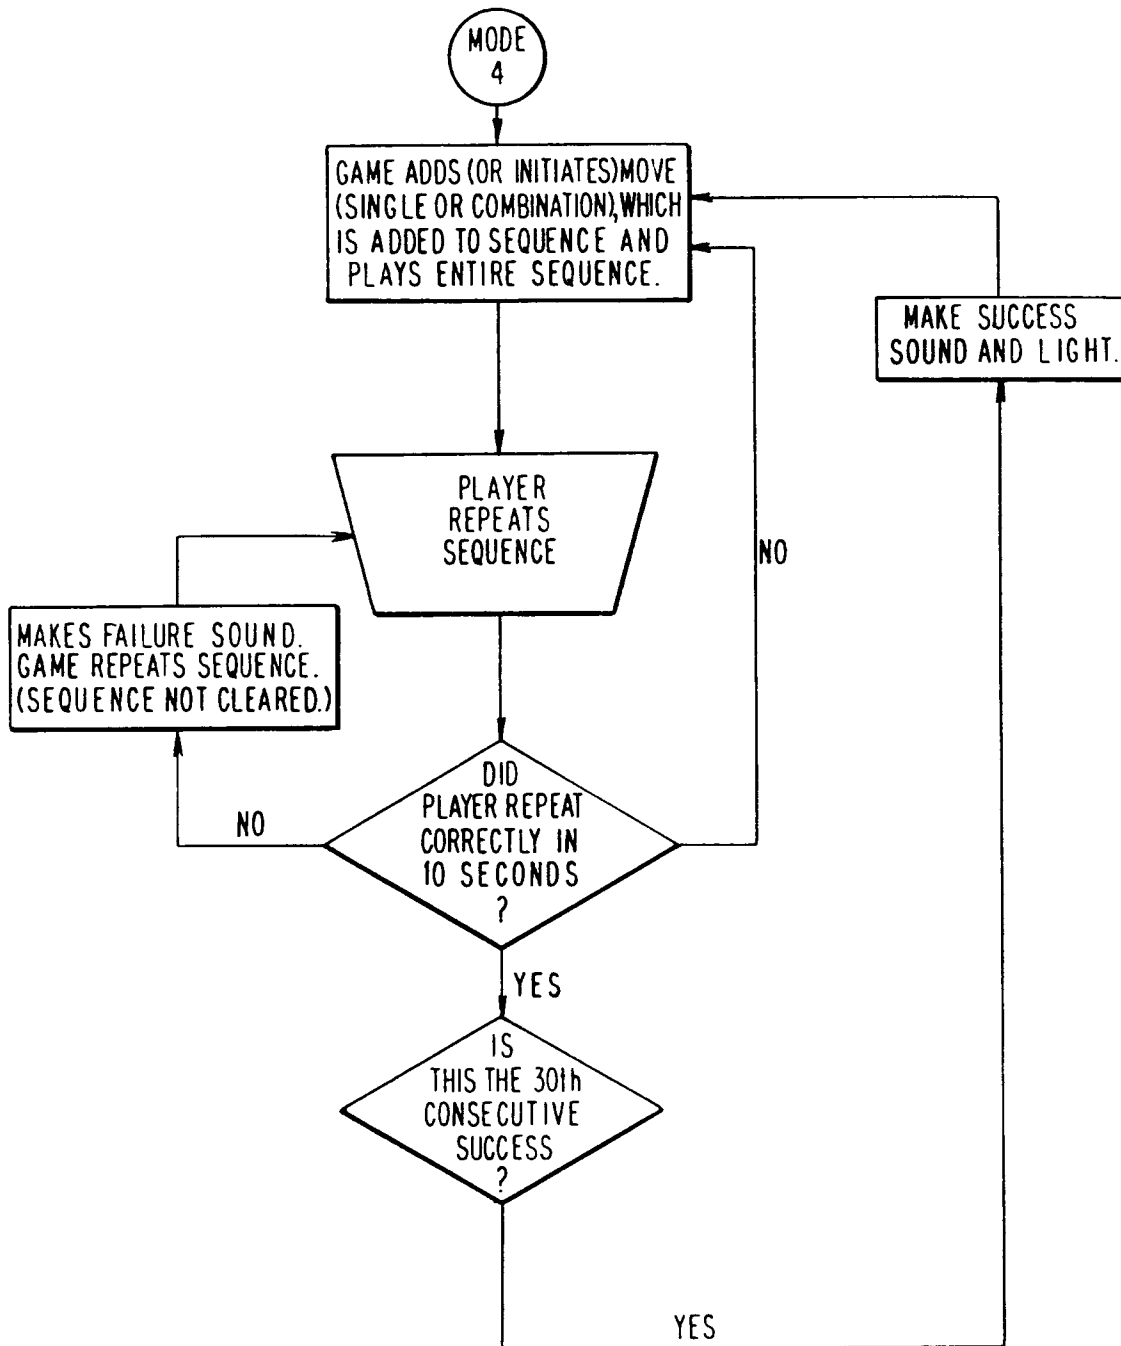 MODE
4
GAME ADDS (OR INITIATES) MOVE
(SINGLE OR COMBINATION), WHICH
IS ADDED TO SEQUENCE AND
PLAYS ENTIRE SEQUENCE.
MAKE SUCCESS
SOUND AND LIGHT.
PLAYER
REPEATS
SEQUENCE
NO
MAKES FAILURE SOUND.
GAME REPEATS SEQUENCE.
(SEQUENCE NOT CLEARED.)
DID
PLAYER REPEAT
CORRECTLY IN
10 SECONDS
?
NO
YES
IS
THIS THE 30th
CONSECUTIVE
SUCCESS
?
YES